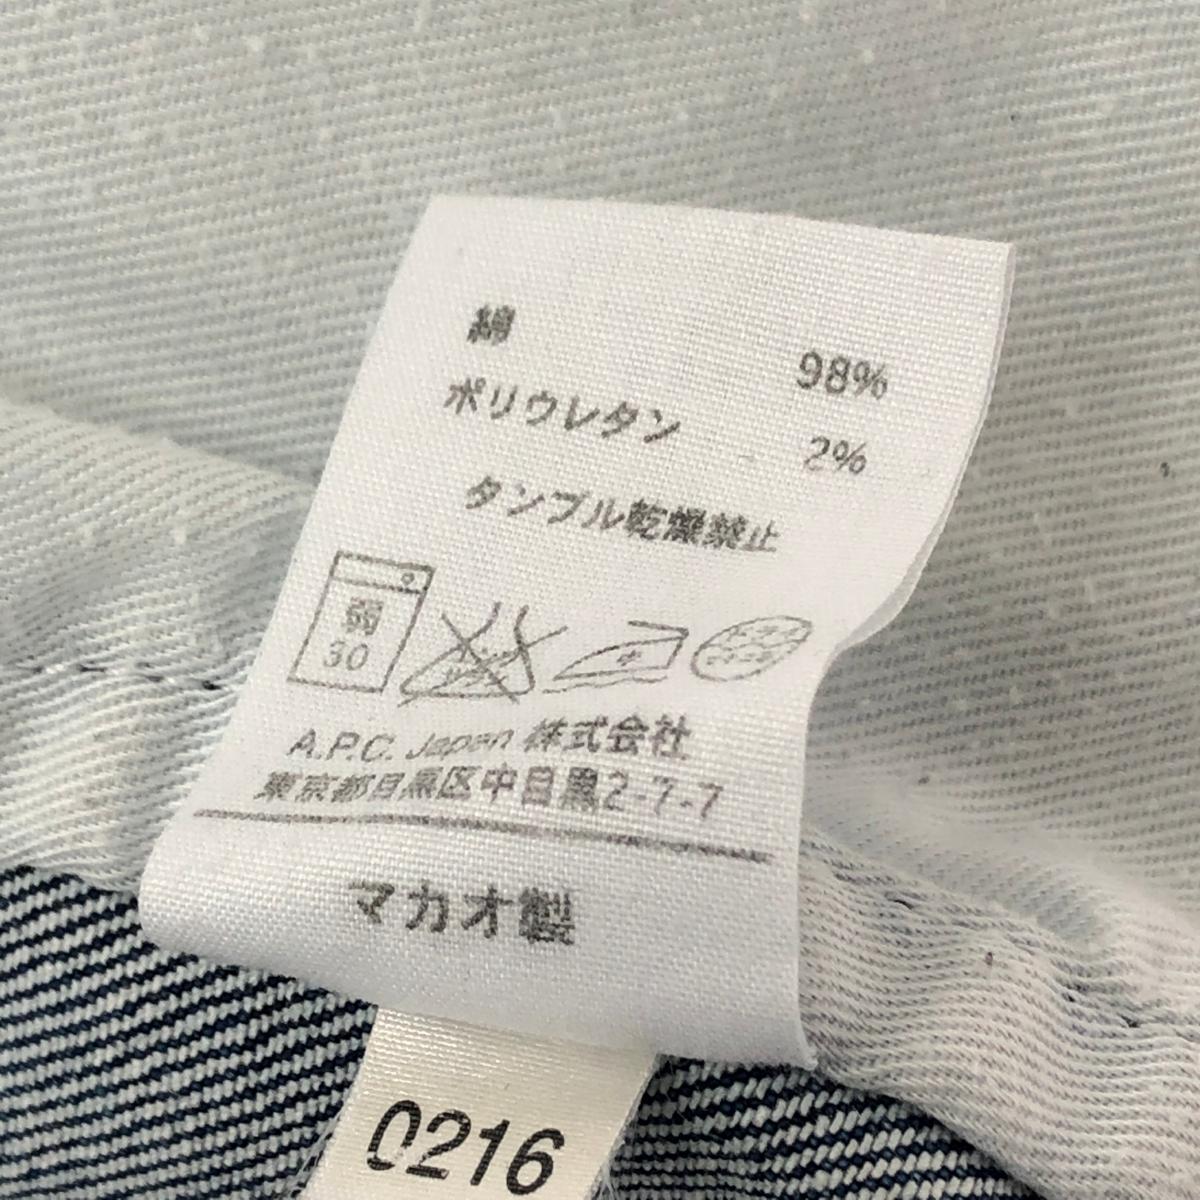 綿 98%
ポリウレタン 2%
タンブル乾燥禁止
弱
30
A.P.C. Japan 株式会社
東京都目黒区中目黒2-7-7
マカオ製
0216